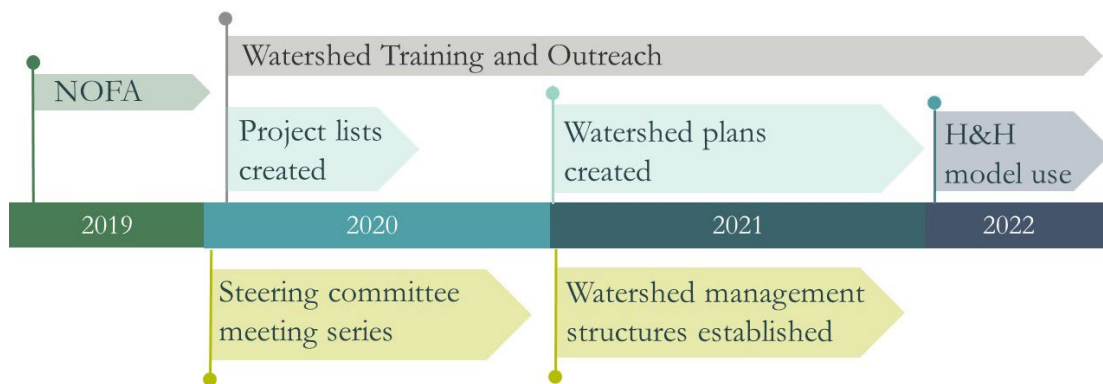 Watershed Training and Outreach
NOFA
Project lists
created
Watershed plans
created
H&H
model use
2019
2020
2021
2022
Steering committee
meeting series
Watershed management
structures established